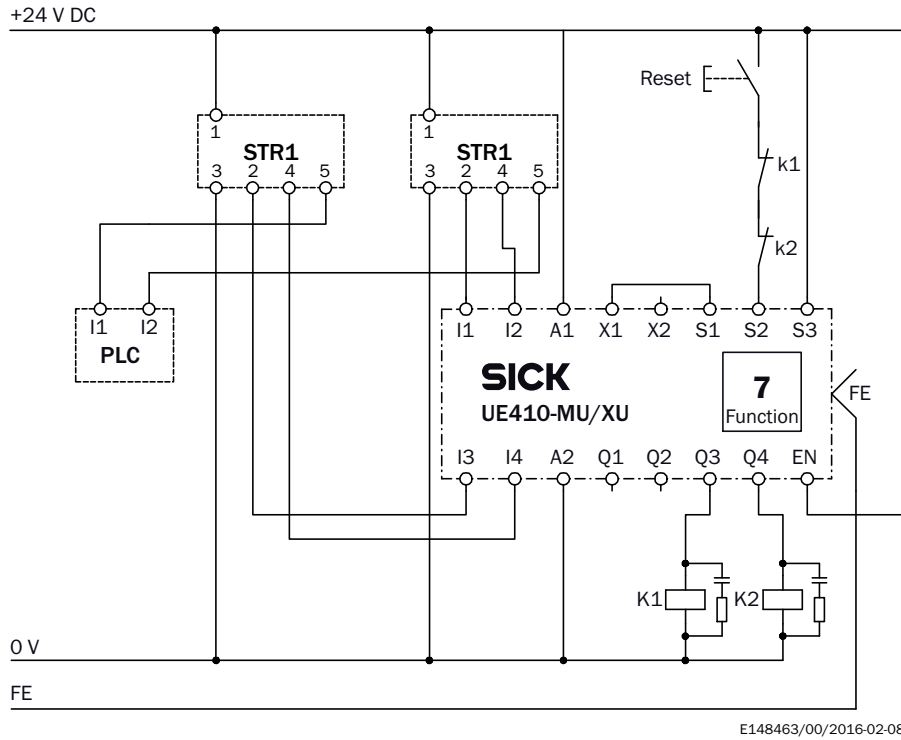 +24 V DC
Reset
1
STR1
3 2 4 5
1
STR1
3 2 4 5
k1
k2
I1 I2
PLC
I1 I2 A1 X1 X2 S1 S2 S3
SICK
UE410-MU/XU
7
Function
FE
I3 I4 A2 Q1 Q2 Q3 Q4 EN
K1 K2
0 V
FE
E148463/00/2016-02-08